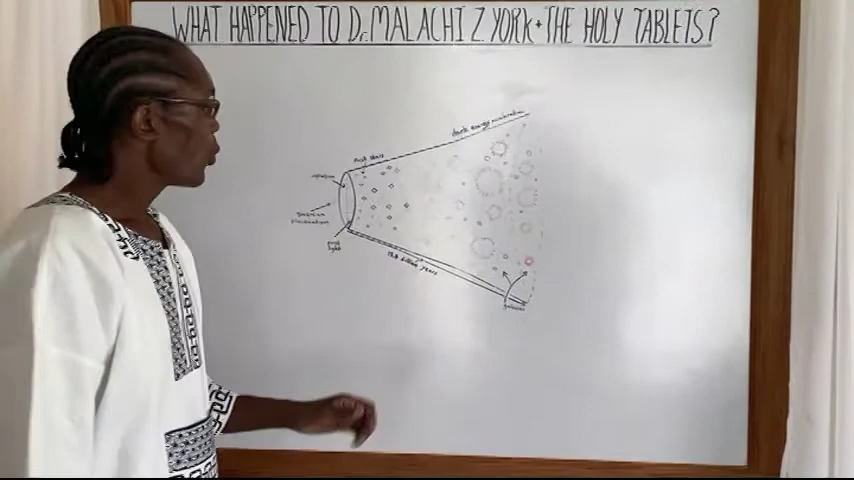 WHAT HAPPENED TO Dr. MALACHI Z. YORK + THE HOLY TABLETS?
dark energy acceleration
first stars
inflation
quantum fluctuations
first light
13.8 billion years
galaxies